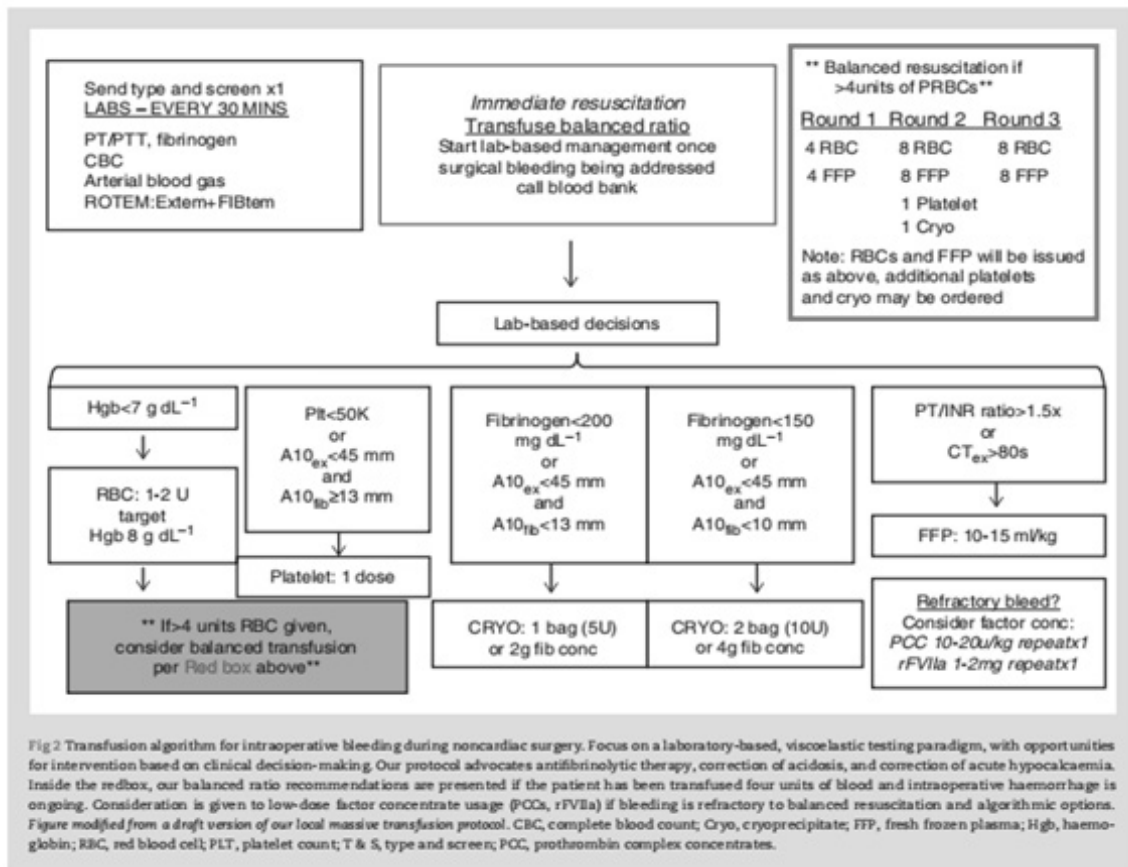 Send type and screen x1
LABS – EVERY 30 MINS
PT/PTT, fibrinogen
CBC
Arterial blood gas
ROTEM:Extem+FIBtem
Immediate resuscitation
Transfuse balanced ratio
Start lab-based management once
surgical bleeding being addressed
call blood bank
** Balanced resuscitation if
>4units of PRBCs**
Round 1 Round 2 Round 3
4 RBC 8 RBC 8 RBC
4 FFP 8 FFP 8 FFP
1 Platelet
1 Cryo
Note: RBCs and FFP will be issued
as above, additional platelets
and cryo may be ordered
Lab-based decisions
Hgb<7 g dL⁻¹
RBC: 1-2 U
target
Hgb 8 g dL⁻¹
Plt<50K
or
A10ex<45 mm
and
A10fib≥13 mm
Platelet: 1 dose
** If>4 units RBC given,
consider balanced transfusion
per Red box above**
Fibrinogen<200
mg dL⁻¹
or
A10ex<45 mm
and
A10fib<13 mm
CRYO: 1 bag (5U)
or 2g fib conc
Fibrinogen<150
mg dL⁻¹
or
A10ex<45 mm
and
A10fib<10 mm
CRYO: 2 bag (10U)
or 4g fib conc
PT/INR ratio>1.5x
or
CTex>80s
FFP: 10-15 ml/kg
Refractory bleed?
Consider factor conc:
PCC 10-20u/kg repeatx1
rFVIIa 1-2mg repeatx1
Fig 2 Transfusion algorithm for intraoperative bleeding during noncardiac surgery. Focus on a laboratory-based, viscoelastic testing paradigm, with opportunities
for intervention based on clinical decision-making. Our protocol advocates antifibrinolytic therapy, correction of acidosis, and correction of acute hypocalcaemia.
Inside the redbox, our balanced ratio recommendations are presented if the patient has been transfused four units of blood and intraoperative haemorrhage is
ongoing. Consideration is given to low-dose factor concentrate usage (PCCs, rFVIIa) if bleeding is refractory to balanced resuscitation and algorithmic options.
Figure modified from a draft version of our local massive transfusion protocol. CBC, complete blood count; Cryo, cryoprecipitate; FFP, fresh frozen plasma; Hgb, haemo-
globin; RBC, red blood cell; PLT, platelet count; T & S, type and screen; PCC, prothrombin complex concentrates.